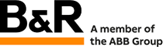 B&R
A member of
the ABB Group